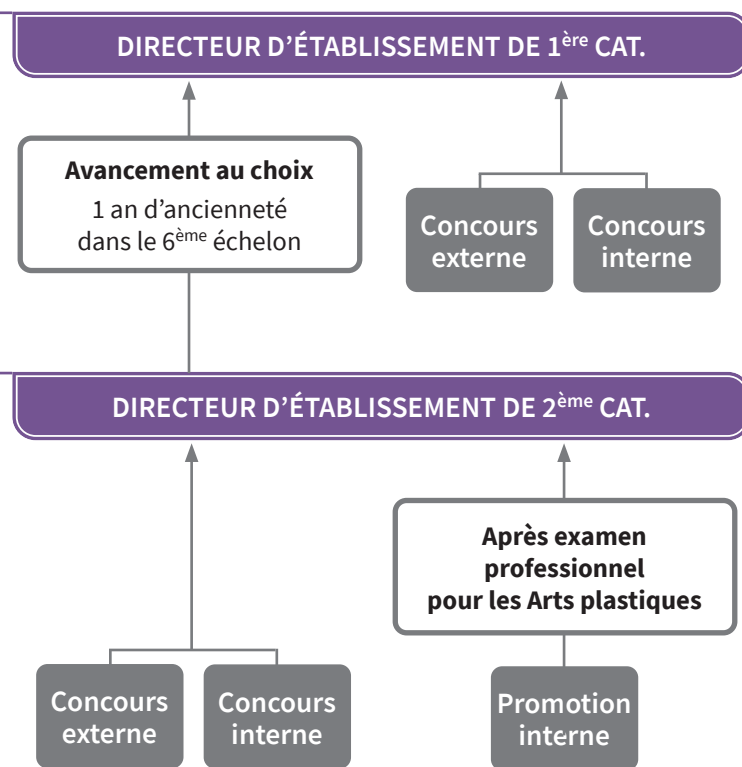 DIRECTEUR D’ÉTABLISSEMENT DE 1ère CAT.
Avancement au choix
1 an d’ancienneté
dans le 6ème échelon
Concours
externe
Concours
interne
DIRECTEUR D’ÉTABLISSEMENT DE 2ème CAT.
Après examen
professionnel
pour les Arts plastiques
Concours
externe
Concours
interne
Promotion
interne